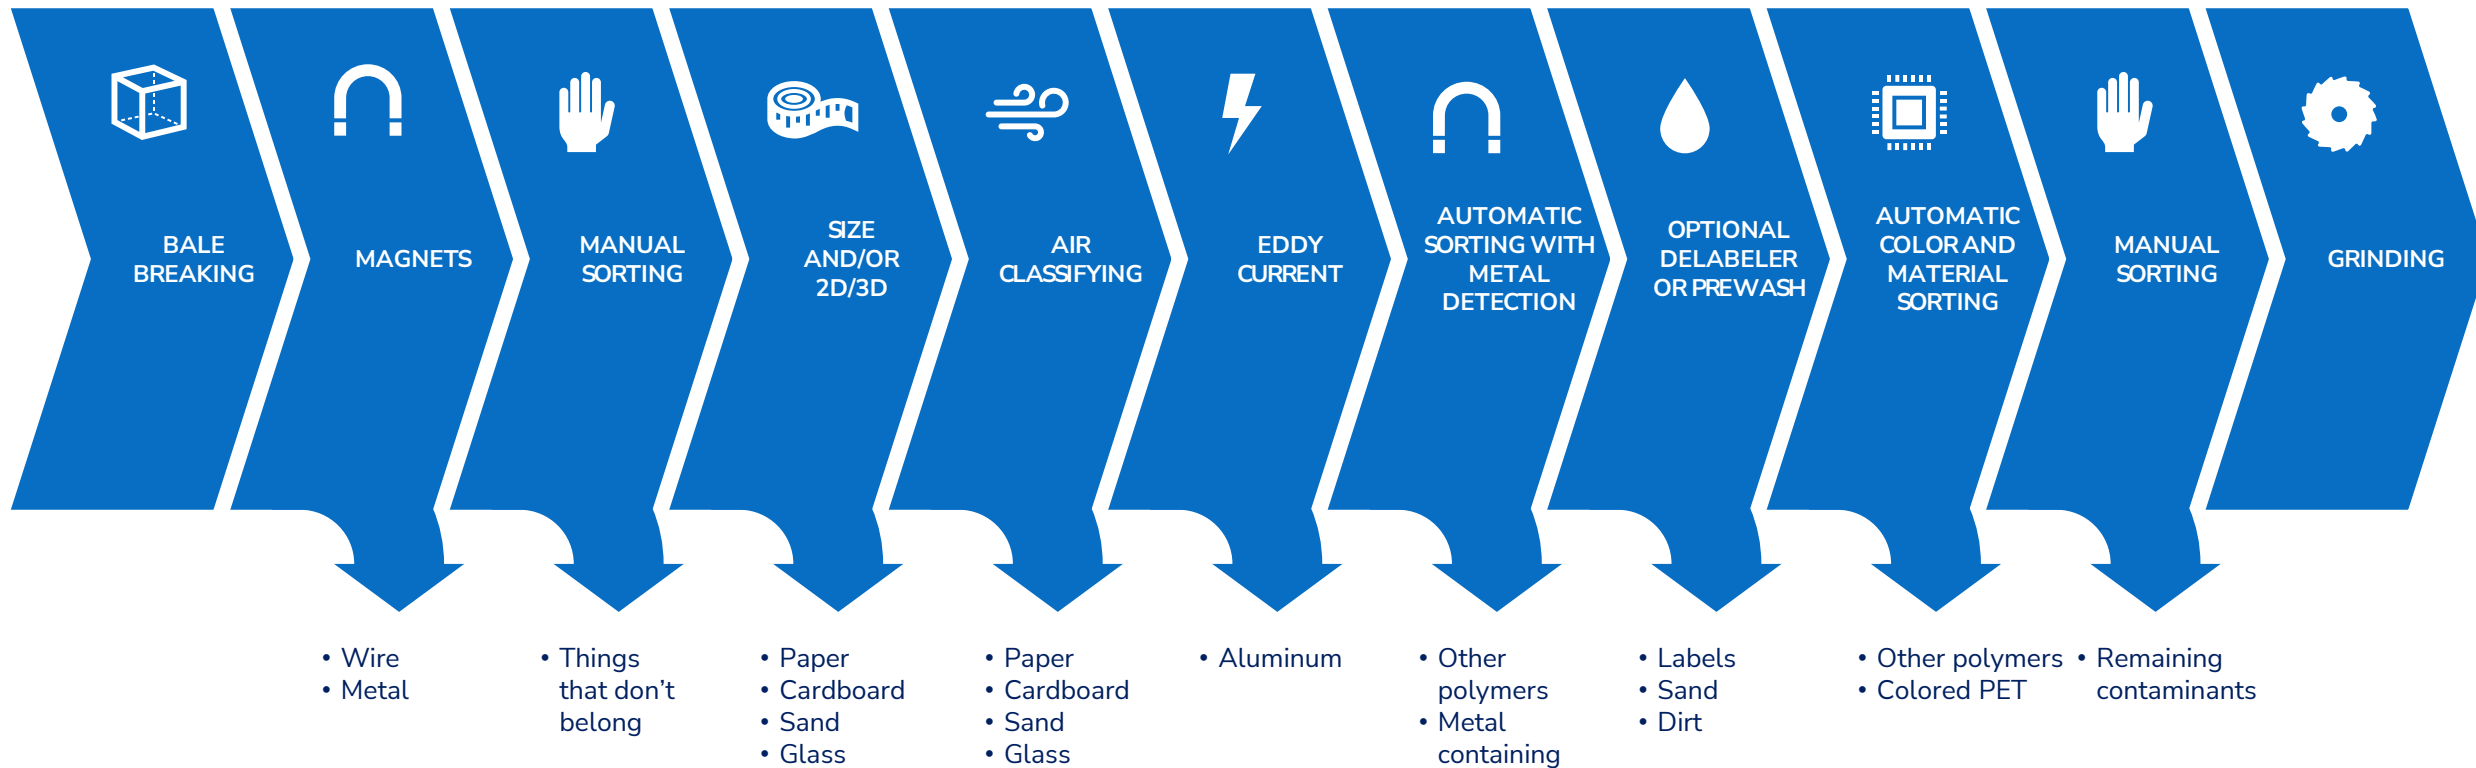 BALE
BREAKING
MAGNETS
MANUAL
SORTING
SIZE
AND/OR
2D/3D
AIR
CLASSIFYING
EDDY
CURRENT
AUTOMATIC
SORTING WITH
METAL
DETECTION
OPTIONAL
DELABELER
OR PREWASH
AUTOMATIC
COLOR AND
MATERIAL
SORTING
MANUAL
SORTING
GRINDING
• Wire
• Metal
• Things
that don’t
belong
• Paper
• Cardboard
• Sand
• Glass
• Paper
• Cardboard
• Sand
• Glass
• Aluminum
• Other
polymers
• Metal
containing
• Labels
• Sand
• Dirt
• Other polymers
• Colored PET
• Remaining
contaminants